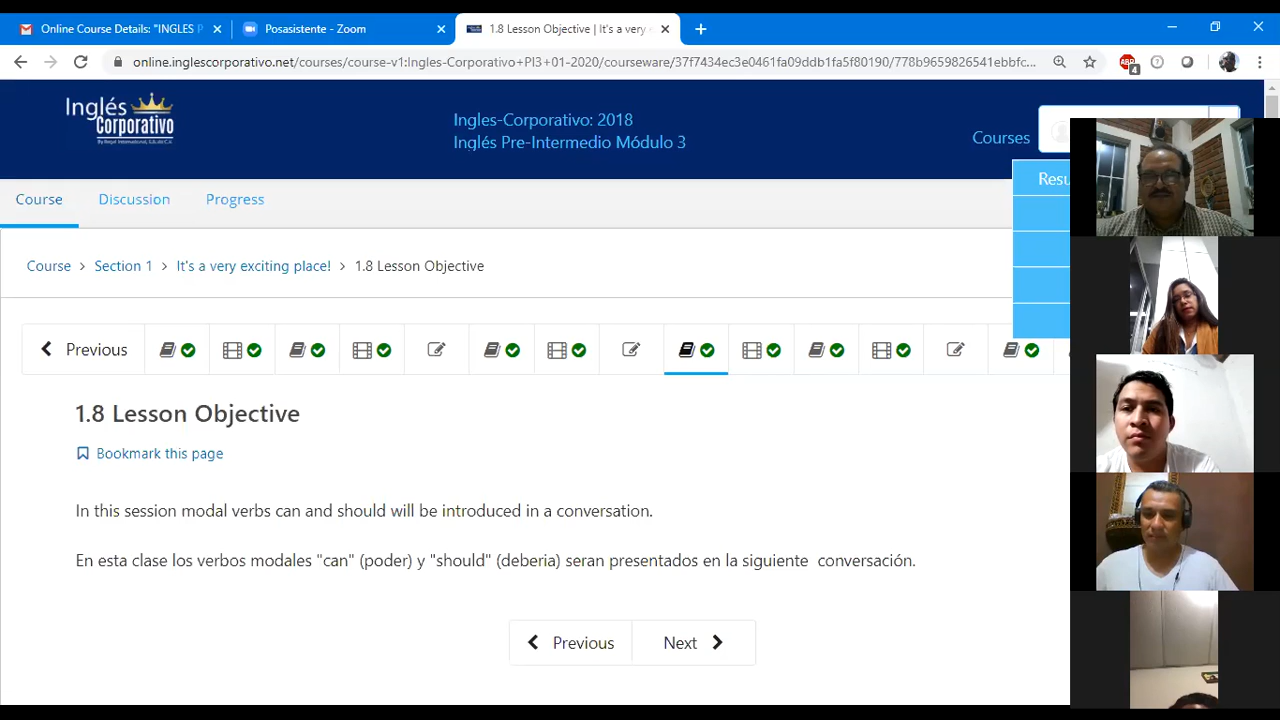 Online Course Details: "INGLES P
Posasistente - Zoom
1.8 Lesson Objective | It's a very
online.inglescorporativo.net/courses/course-v1:Ingles-Corporativo+PI3+01-2020/courseware/37f7434ec3e0461fa09ddb1fa5f80190/778b9659826541ebbfc...
ABP
4
Inglés
Corporativo
Ingles-Corporativo: 2018
Inglés Pre-Intermedio Módulo 3
Courses
Resu
Course
Discussion
Progress
Course > Section 1 > It's a very exciting place! > 1.8 Lesson Objective
Previous
1.8 Lesson Objective
Bookmark this page
In this session modal verbs can and should will be introduced in a conversation.
En esta clase los verbos modales "can" (poder) y "should" (deberia) seran presentados en la siguiente conversación.
Previous
Next